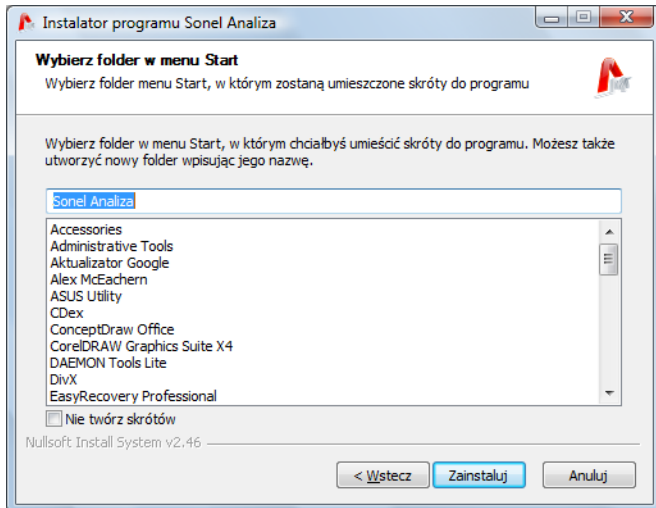 Instalator programu Sonel Analiza
Wybierz folder w menu Start
Wybierz folder menu Start, w którym zostaną umieszczone skróty do programu
Wybierz folder w menu Start, w którym chciałbyś umieścić skróty do programu. Możesz także
utworzyć nowy folder wpisując jego nazwę.
Sonel Analiza
Accessories
Administrative Tools
Aktualizator Google
Alex McEachern
ASUS Utility
CDex
ConceptDraw Office
CorelDRAW Graphics Suite X4
DAEMON Tools Lite
DivX
EasyRecovery Professional
Nie twórz skrótów
Nullsoft Install System v2.46
< Wstecz Zainstaluj Anuluj